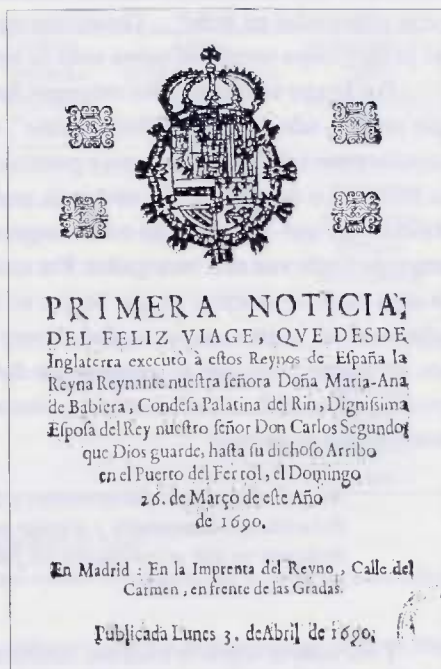 PRIMERA NOTICIA;
DEL FELIZ VIAGE, QVE DESDE
Inglaterra executò à eſtos Reynos de Eſpaña la
Reyna Reynante nueſtra ſeñora Doña Maria-Ana
de Babiera, Condeſa Palatina del Rin, Digniſſima
Eſpoſa del Rey nueſtro ſeñor Don Carlos Segundo,
que Dios guarde, haſta ſu dichoſo Arribo
en el Puerto del Ferrol, el Domingo
26. de Março de eſte Año
de 1690.
En Madrid : En la Imprenta del Reyno, Calle del
Carmen, en frente de las Gradas.
Publicada Lunes 3. de Abril de 1690.